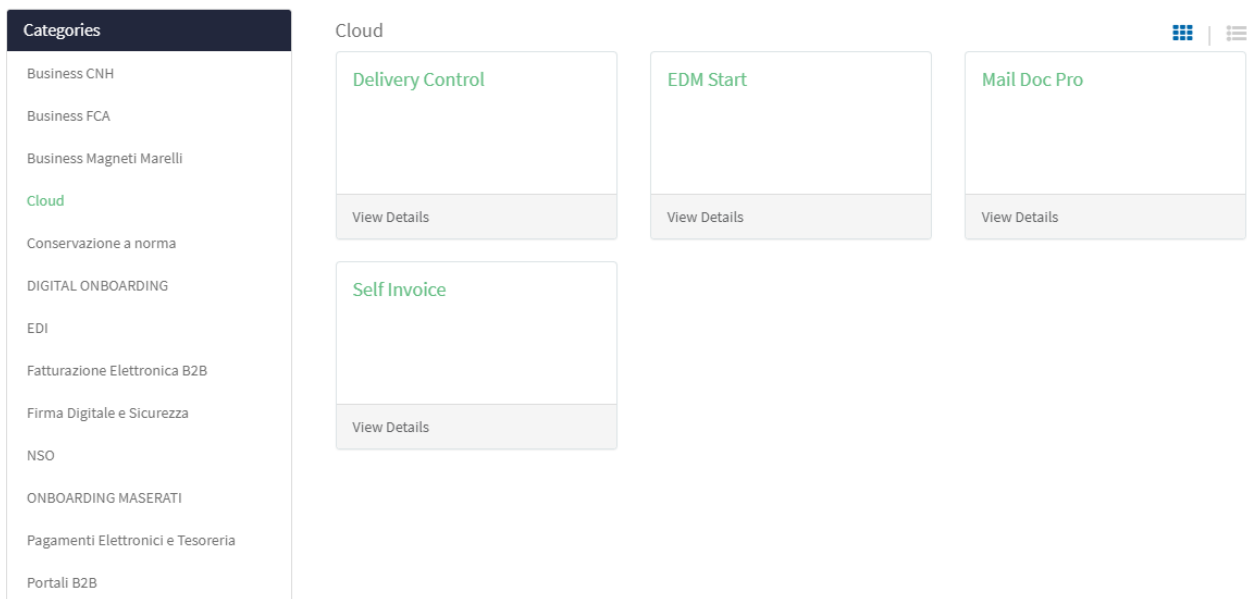 Categories
Business CNH
Business FCA
Business Magneti Marelli
Cloud
Conservazione a norma
DIGITAL ONBOARDING
EDI
Fatturazione Elettronica B2B
Firma Digitale e Sicurezza
NSO
ONBOARDING MASERATI
Pagamenti Elettronici e Tesoreria
Portali B2B
Cloud
Delivery Control
View Details
EDM Start
View Details
Mail Doc Pro
View Details
Self Invoice
View Details